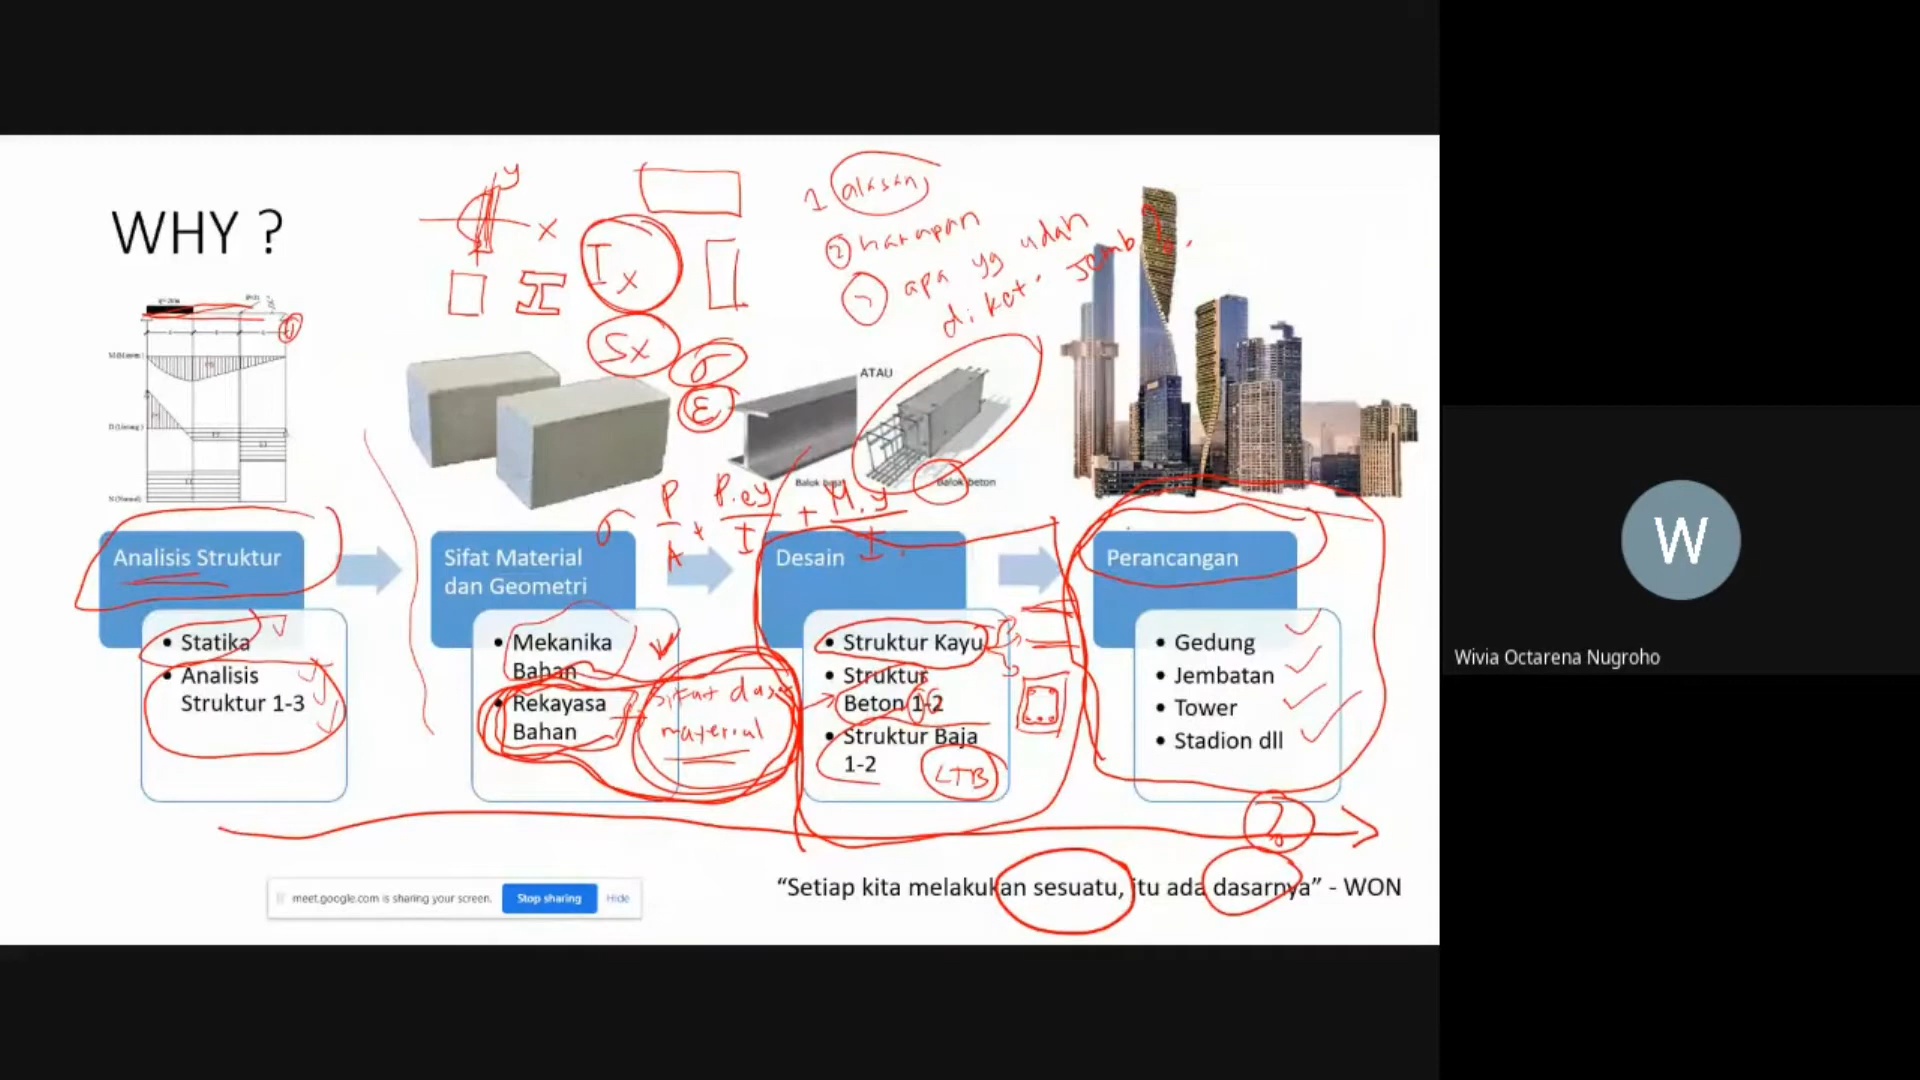 WHY ?
y
x
Ix
Sx
σ
ε
1 alasan,
2 harapan
apa yg udah
diket. Jemb ?
ATAU
Balok baja
Balok beton
σ P/A + P.ey/I + M.y/I
Analisis Struktur
• Statika
• Analisis
Struktur 1-3
Sifat Material
dan Geometri
• Mekanika
Bahan
• Rekayasa
Bahan
sifat dasar
material
Desain
• Struktur Kayu
• Struktur
Beton 1-2
• Struktur Baja
1-2
LTB
Perancangan
• Gedung
• Jembatan
• Tower
• Stadion dll
?
“Setiap kita melakukan sesuatu, itu ada dasarnya” - WON
meet.google.com is sharing your screen.
Stop sharing
Hide
W
Wivia Octarena Nugroho